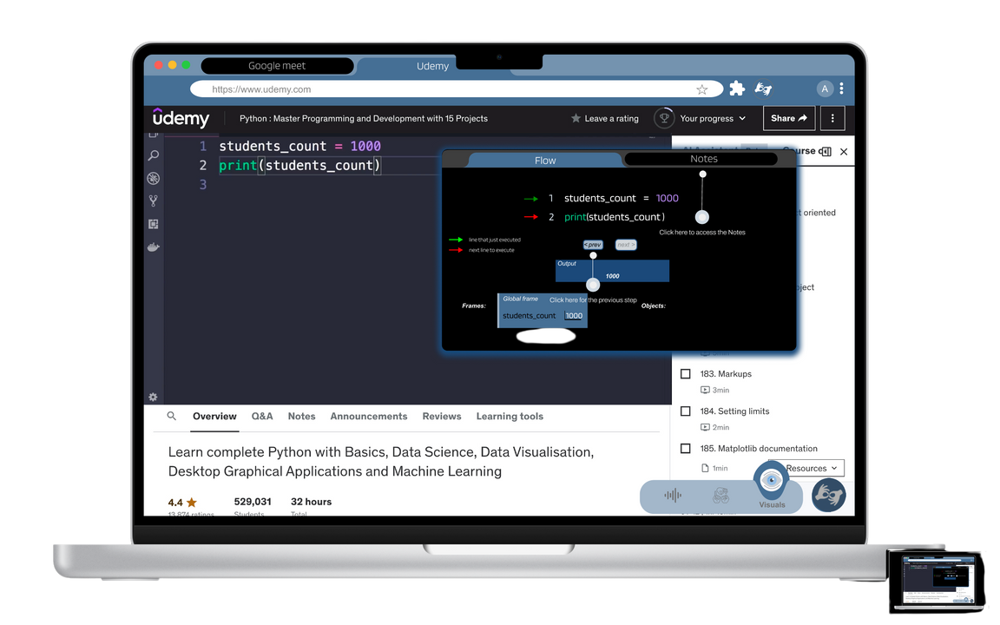 Google meet
Udemy
https://www.udemy.com
A
ûdemy
Python : Master Programming and Development with 15 Projects
Leave a rating
Your progress
Share
1 students_count = 1000
2 print(students_count)
3
Course
Flow
Notes
1 students_count = 1000
2 print(students_count)
Click here to access the Notes
line that just executed
next line to execute
< prev
next >
Output
1000
Click here for the previous step
Frames:
Global frame
students_count 1000
Objects:
t oriented
oject
183. Markups
3min
184. Setting limits
2min
185. Matplotlib documentation
1min
Resources
Overview
Q&A
Notes
Announcements
Reviews
Learning tools
Learn complete Python with Basics, Data Science, Data Visualisation,
Desktop Graphical Applications and Machine Learning
4.4
529,031
32 hours
13,874 ratings
Students
Total
Visuals